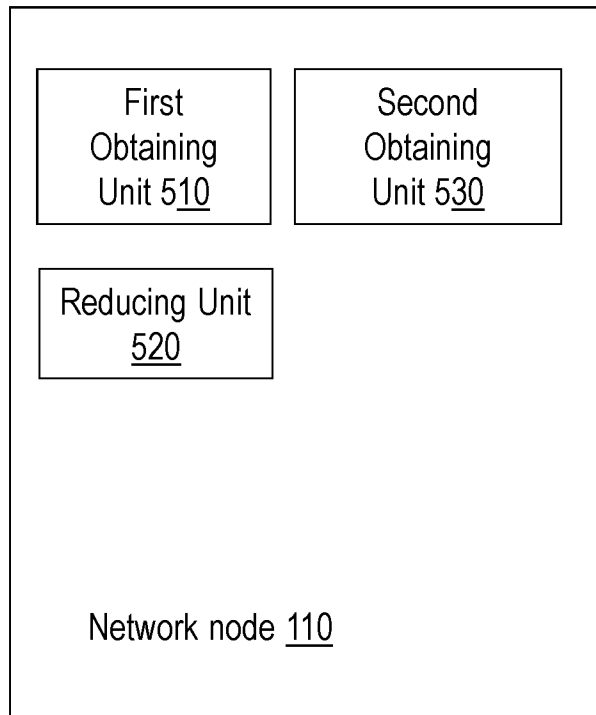 First
Obtaining
Unit 510
Second
Obtaining
Unit 530
Reducing Unit
520
Network node 110